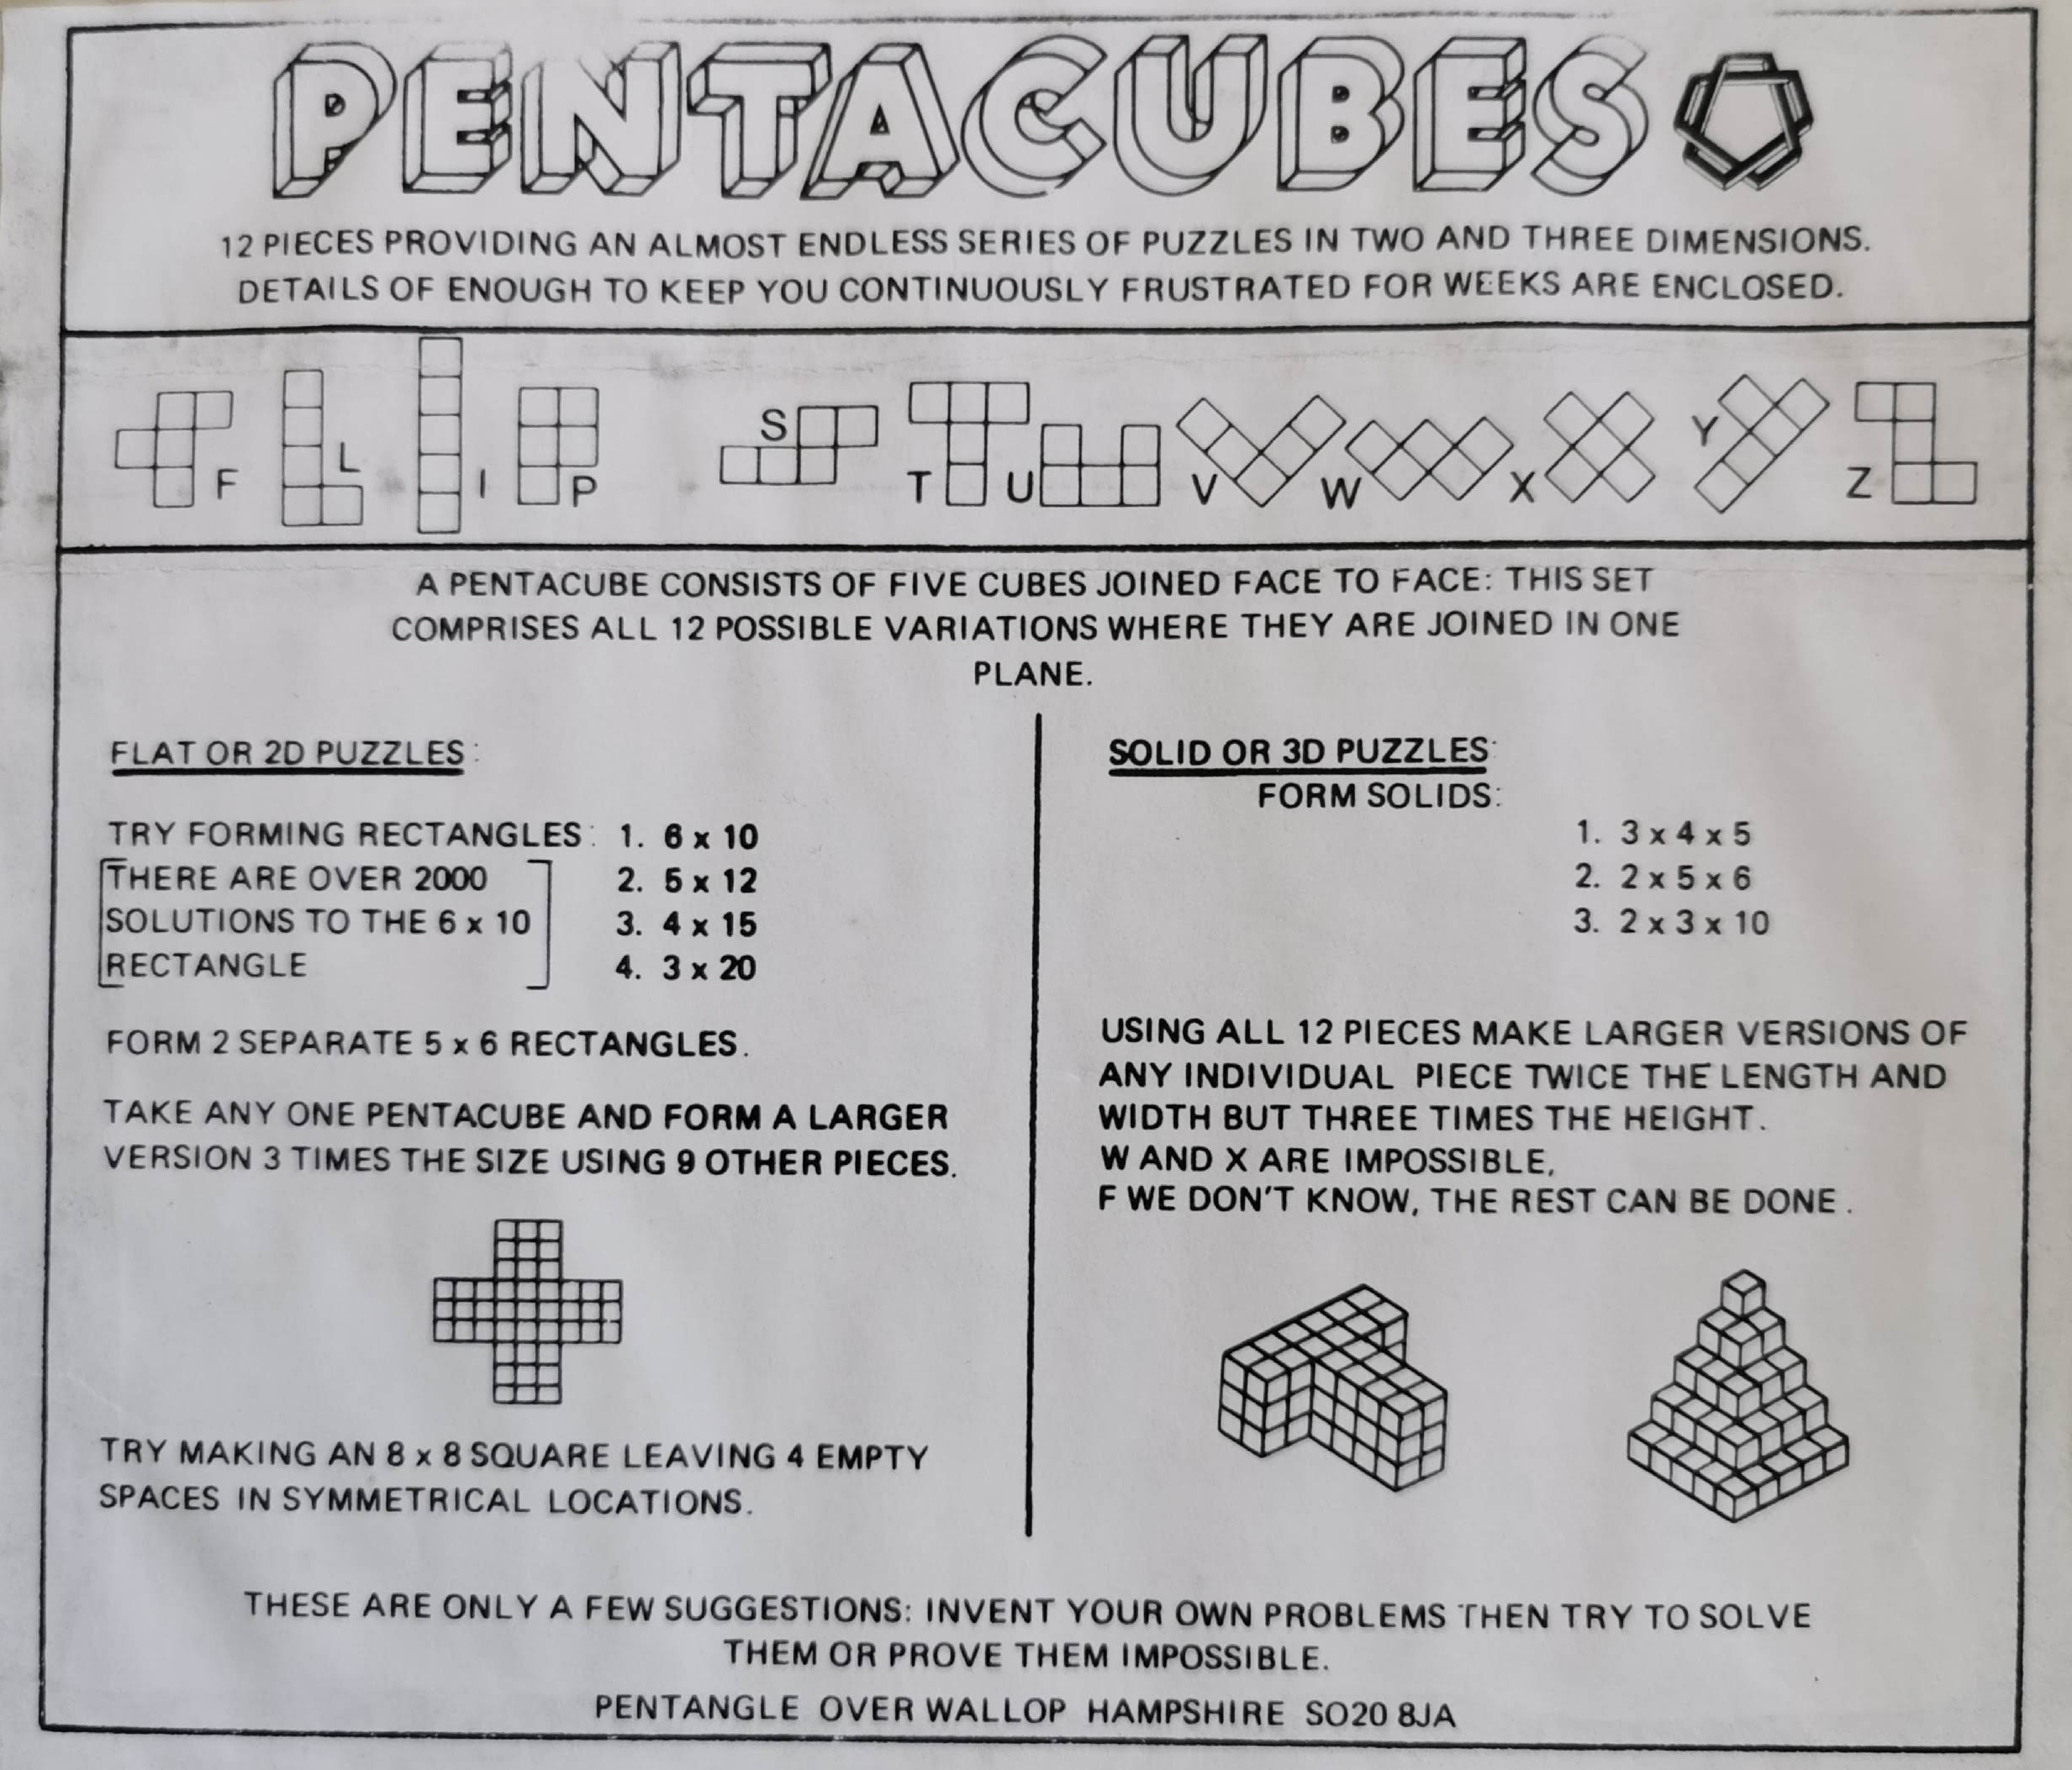 PENTACUBES
12 PIECES PROVIDING AN ALMOST ENDLESS SERIES OF PUZZLES IN TWO AND THREE DIMENSIONS.
DETAILS OF ENOUGH TO KEEP YOU CONTINUOUSLY FRUSTRATED FOR WEEKS ARE ENCLOSED.
F L I P S T U V W X Y Z
A PENTACUBE CONSISTS OF FIVE CUBES JOINED FACE TO FACE: THIS SET
COMPRISES ALL 12 POSSIBLE VARIATIONS WHERE THEY ARE JOINED IN ONE
PLANE.
FLAT OR 2D PUZZLES:
TRY FORMING RECTANGLES: 1. 6 x 10
THERE ARE OVER 2000 2. 5 x 12
SOLUTIONS TO THE 6 x 10 3. 4 x 15
RECTANGLE 4. 3 x 20
FORM 2 SEPARATE 5 x 6 RECTANGLES.
TAKE ANY ONE PENTACUBE AND FORM A LARGER
VERSION 3 TIMES THE SIZE USING 9 OTHER PIECES.
TRY MAKING AN 8 x 8 SQUARE LEAVING 4 EMPTY
SPACES IN SYMMETRICAL LOCATIONS.
SOLID OR 3D PUZZLES:
FORM SOLIDS:
1. 3 x 4 x 5
2. 2 x 5 x 6
3. 2 x 3 x 10
USING ALL 12 PIECES MAKE LARGER VERSIONS OF
ANY INDIVIDUAL PIECE TWICE THE LENGTH AND
WIDTH BUT THREE TIMES THE HEIGHT.
W AND X ARE IMPOSSIBLE,
F WE DON'T KNOW, THE REST CAN BE DONE.
THESE ARE ONLY A FEW SUGGESTIONS: INVENT YOUR OWN PROBLEMS THEN TRY TO SOLVE
THEM OR PROVE THEM IMPOSSIBLE.
PENTANGLE OVER WALLOP HAMPSHIRE SO20 8JA